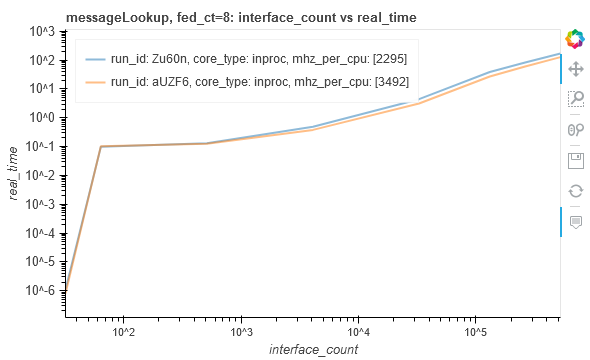 messageLookup, fed_ct=8: interface_count vs real_time
run_id: Zu60n, core_type: inproc, mhz_per_cpu: [2295]
run_id: aUZF6, core_type: inproc, mhz_per_cpu: [3492]
real_time
10^3
10^2
10^1
10^0
10^-1
10^-2
10^-3
10^-4
10^-5
10^-6
10^2
10^3
10^4
10^5
interface_count